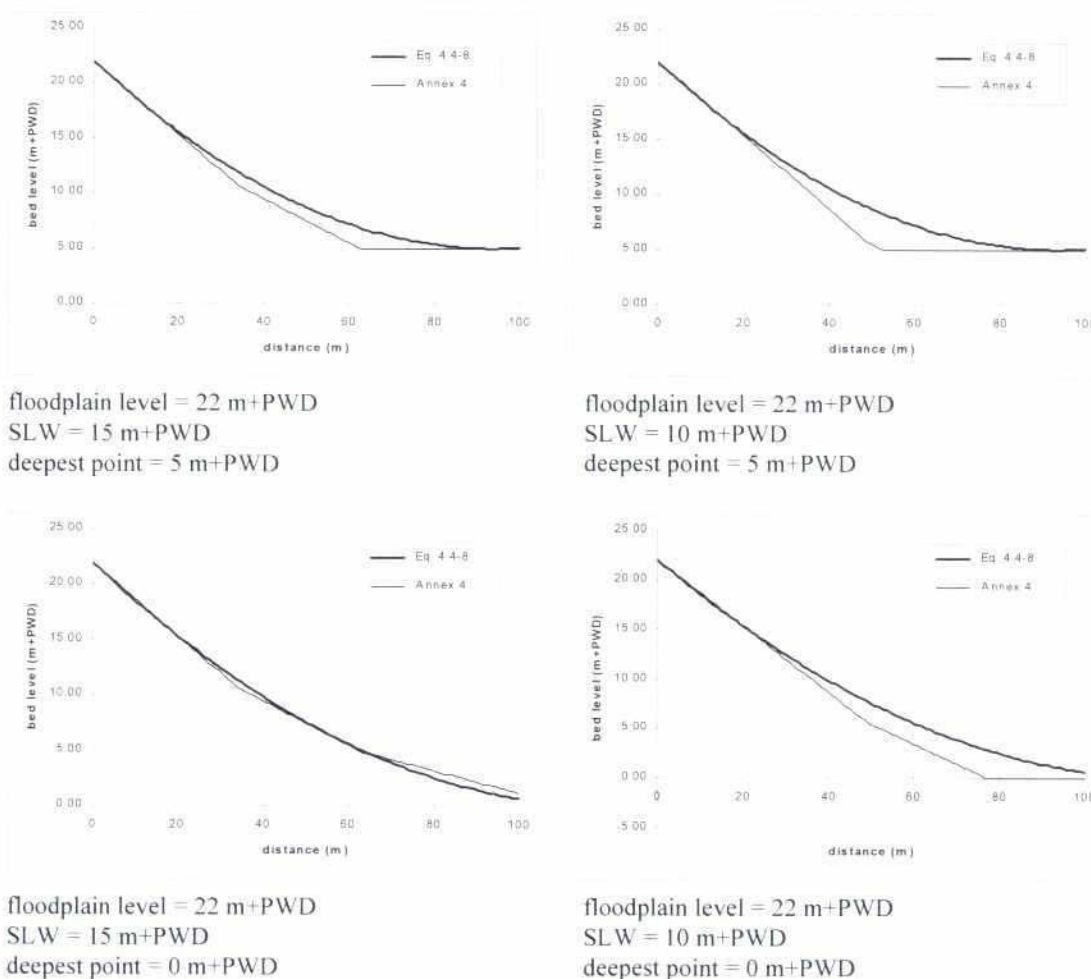 25 00
20 00
15 00
10 00
5 00
0 00
bed level (m+PWD)
Eq 4 4-8
Annex 4
0 20 40 60 80 100
distance (m)
floodplain level = 22 m+PWD
SLW = 15 m+PWD
deepest point = 5 m+PWD
25 00
20 00
15 00
10 00
5 00
0 00
bed level (m+PWD)
Eq 4 4-8
Annex 4
0 20 40 60 80 100
distance (m)
floodplain level = 22 m+PWD
SLW = 10 m+PWD
deepest point = 5 m+PWD
25 00
20 00
15 00
10 00
5 00
0 00
bed level (m+PWD)
Eq 4 4-8
Annex 4
0 20 40 60 80 100
distance (m)
floodplain level = 22 m+PWD
SLW = 15 m+PWD
deepest point = 0 m+PWD
25 00
20 00
15 00
10 00
5 00
0 00
-5 00
bed level (m+PWD)
Eq 4 4-8
Annex 4
0 20 40 60 80 100
distance (m)
floodplain level = 22 m+PWD
SLW = 10 m+PWD
deepest point = 0 m+PWD